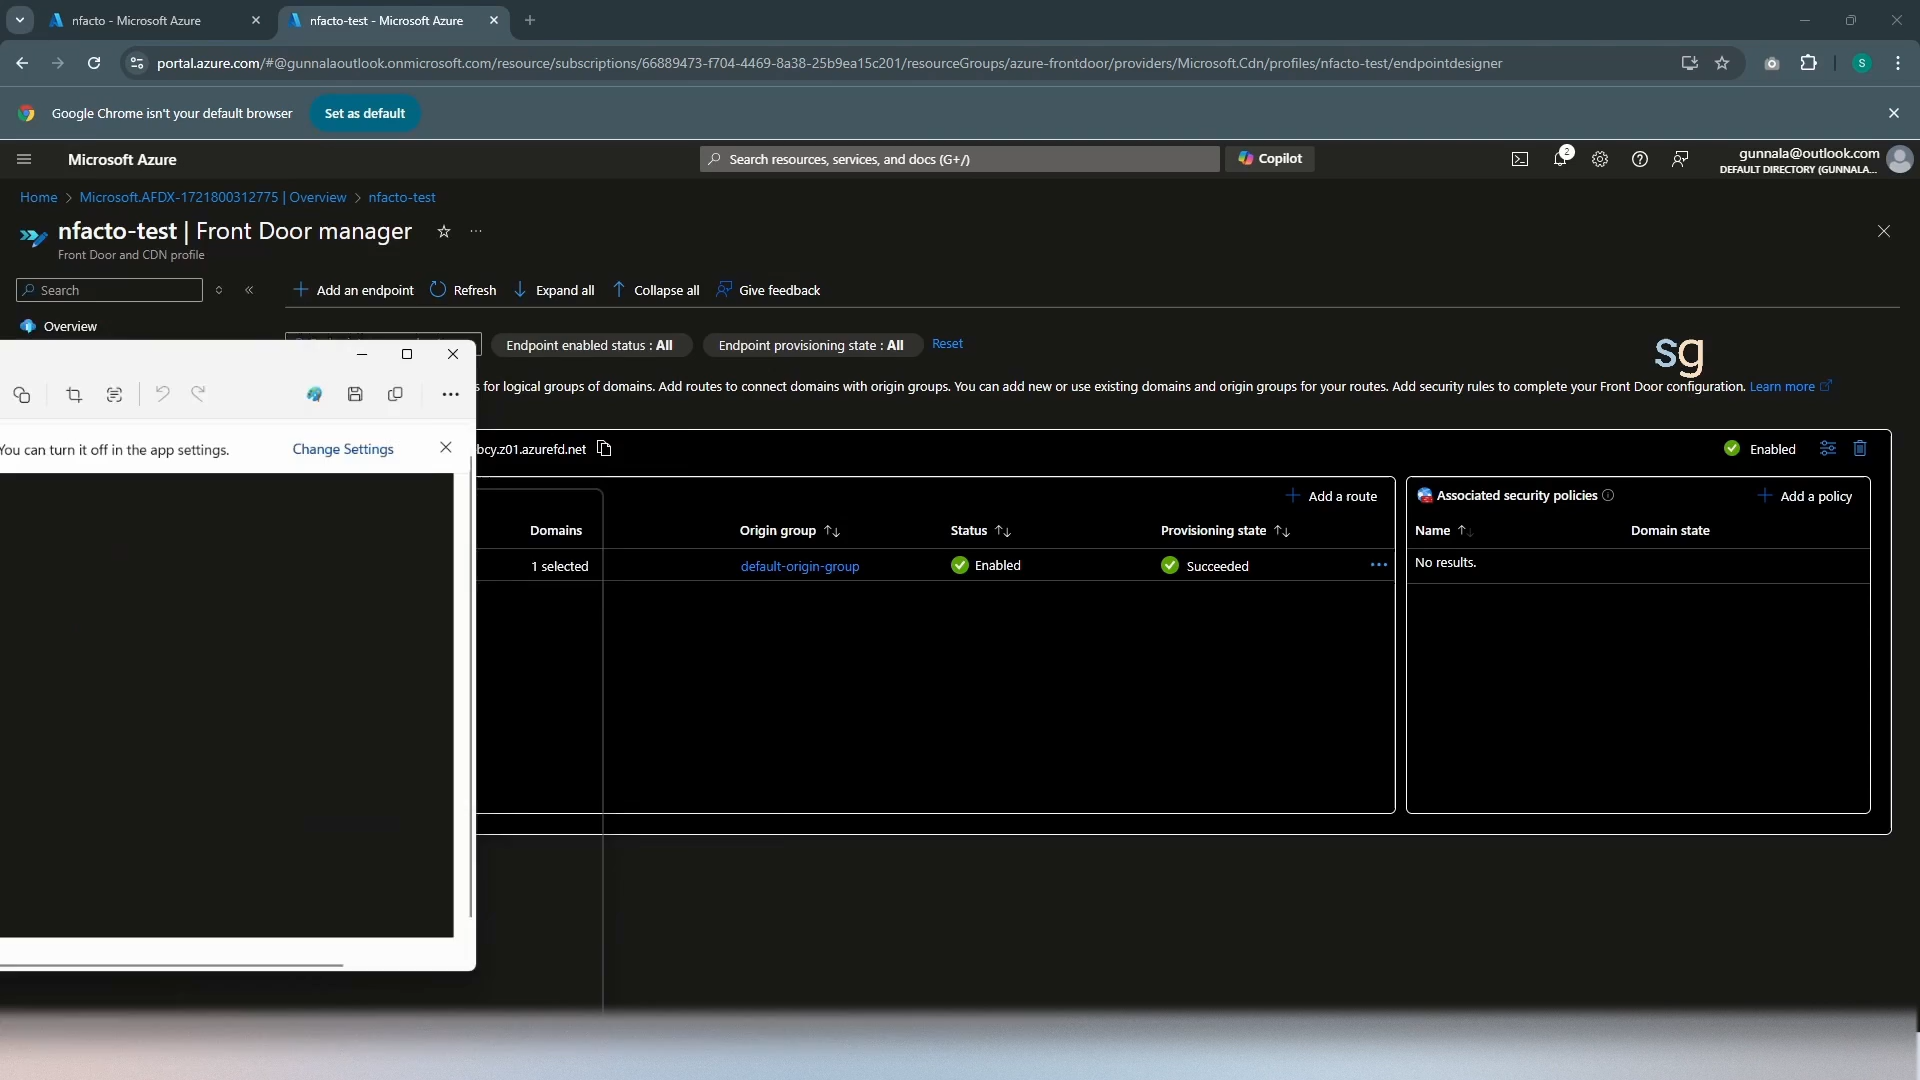 nfacto - Microsoft Azure
nfacto-test - Microsoft Azure
portal.azure.com/#@gunnalaoutlook.onmicrosoft.com/resource/subscriptions/66889473-f704-4469-8a38-25b9ea15c201/resourceGroups/azure-frontdoor/providers/Microsoft.Cdn/profiles/nfacto-test/endpointdesigner
S
Google Chrome isn't your default browser
Set as default
Microsoft Azure
Search resources, services, and docs (G+/)
Copilot
2
gunnala@outlook.com
DEFAULT DIRECTORY (GUNNALA...
Home > Microsoft.AFDX-1721800312775 | Overview > nfacto-test
nfacto-test | Front Door manager
Front Door and CDN profile
Search
Add an endpoint
Refresh
Expand all
Collapse all
Give feedback
Overview
Endpoint enabled status : All
Endpoint provisioning state : All
Reset
sg
s for logical groups of domains. Add routes to connect domains with origin groups. You can add new or use existing domains and origin groups for your routes. Add security rules to complete your Front Door configuration. Learn more
You can turn it off in the app settings.
Change Settings
bcy.z01.azurefd.net
Enabled
Add a route
Associated security policies
Add a policy
Domains
Origin group
Status
Provisioning state
Name
Domain state
1 selected
default-origin-group
Enabled
Succeeded
No results.